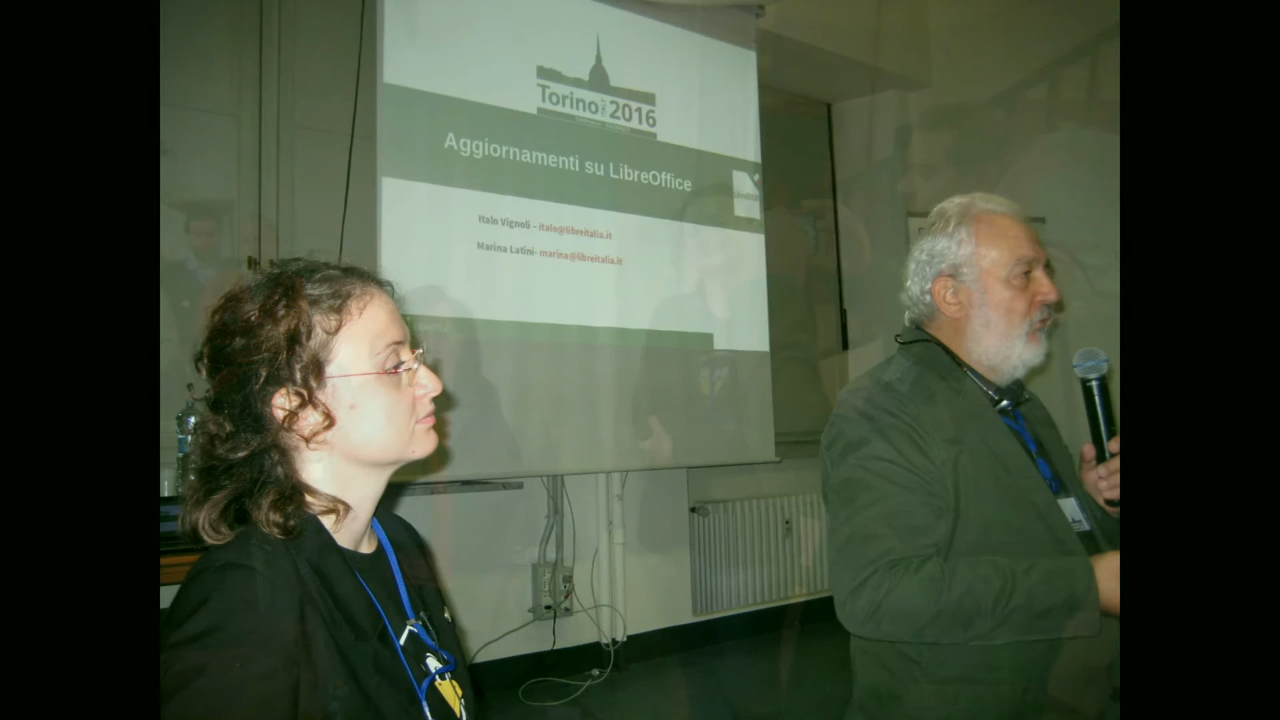 Torino 2016
Aggiornamenti su LibreOffice
Italo Vignoli – italo@libreitalia.it
Marina Latini- marina@libreitalia.it